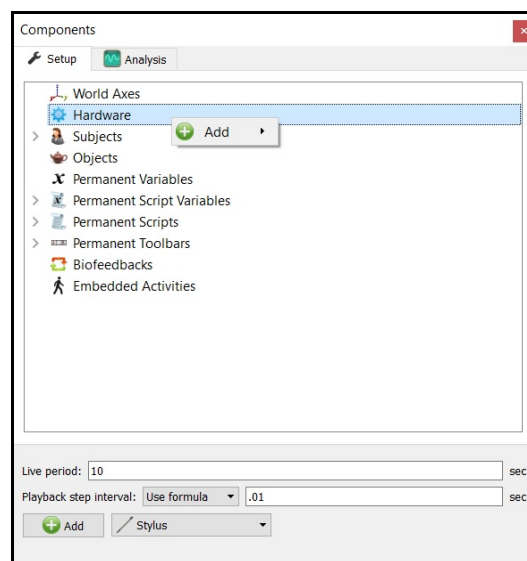 Components
Setup
Analysis
World Axes
Hardware
Add
Subjects
Objects
x Permanent Variables
x Permanent Script Variables
Permanent Scripts
Permanent Toolbars
Biofeedbacks
Embedded Activities
Live period: 10 sec
Playback step interval: Use formula .01 sec
Add Stylus